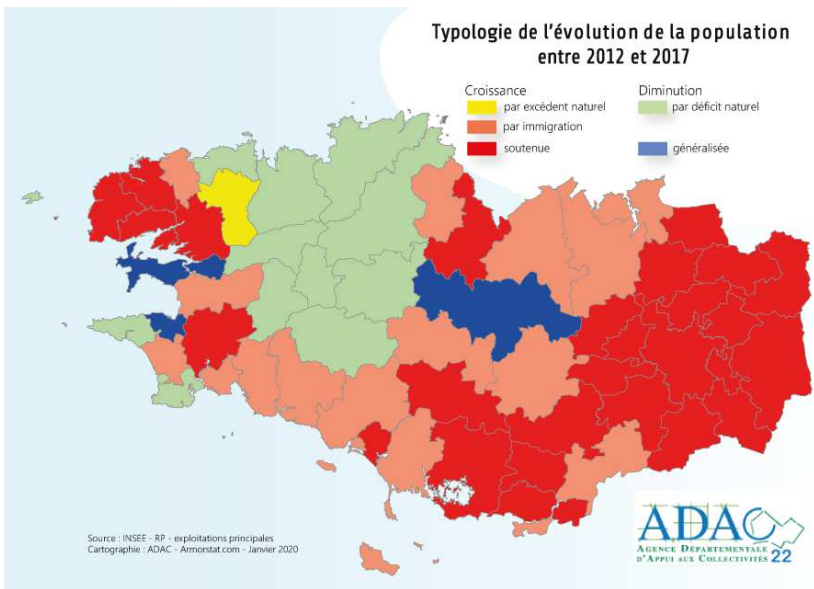 Typologie de l'évolution de la population
entre 2012 et 2017
Croissance
par excédent naturel
par immigration
soutenue
Diminution
par déficit naturel
généralisée
Source : INSEE - RP - exploitations principales
Cartographie : ADAC - Armorstat.com - Janvier 2020
ADAC
AGENCE DÉPARTEMENTALE
D'APPUI AUX COLLECTIVITÉS 22